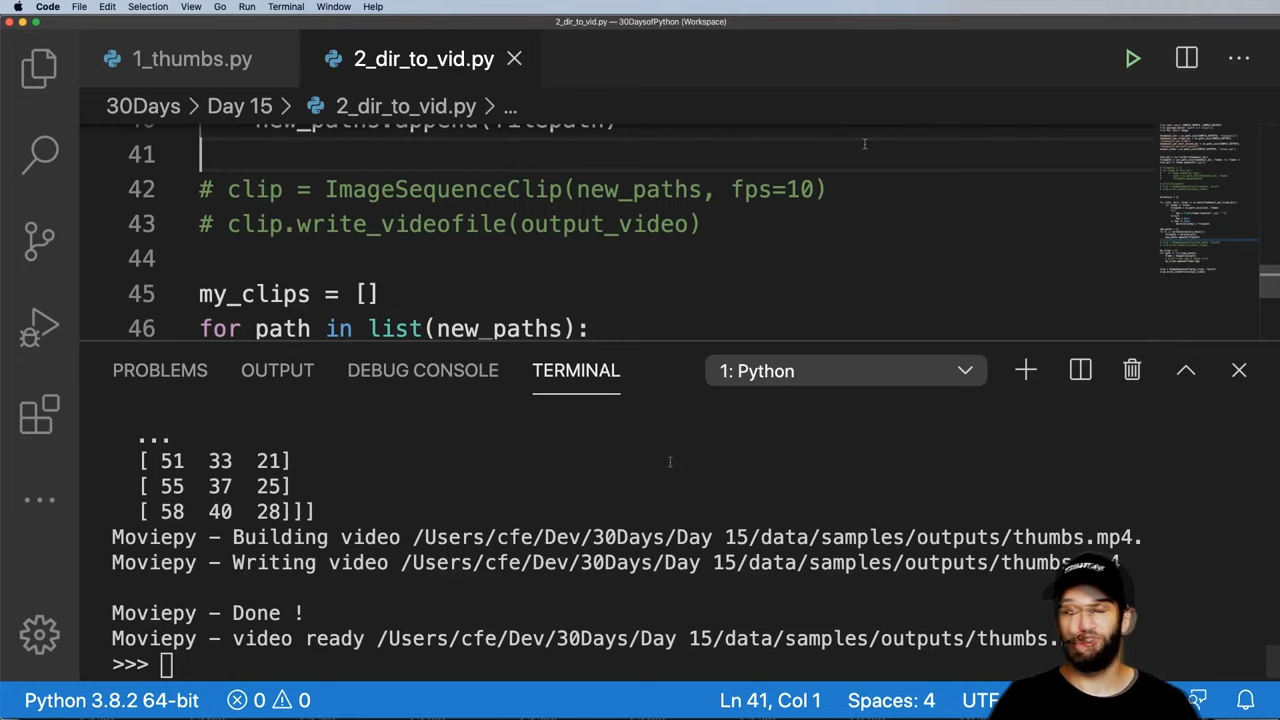 Code File Edit Selection View Go Run Terminal Window Help
2_dir_to_vid.py — 30DaysofPython (Workspace)
1_thumbs.py 2_dir_to_vid.py
30Days > Day 15 > 2_dir_to_vid.py > ...
40 new_paths.append(filepath)
41
42 # clip = ImageSequenceClip(new_paths, fps=10)
43 # clip.write_videofile(output_video)
44
45 my_clips = []
46 for path in list(new_paths):
PROBLEMS OUTPUT DEBUG CONSOLE TERMINAL 1: Python
...
[ 51 33 21]
[ 55 37 25]
[ 58 40 28]]]
Moviepy - Building video /Users/cfe/Dev/30Days/Day 15/data/samples/outputs/thumbs.mp4.
Moviepy - Writing video /Users/cfe/Dev/30Days/Day 15/data/samples/outputs/thumbs.mp4
Moviepy - Done !
Moviepy - video ready /Users/cfe/Dev/30Days/Day 15/data/samples/outputs/thumbs.
>>>
Python 3.8.2 64-bit 0 0 Ln 41, Col 1 Spaces: 4 UTF